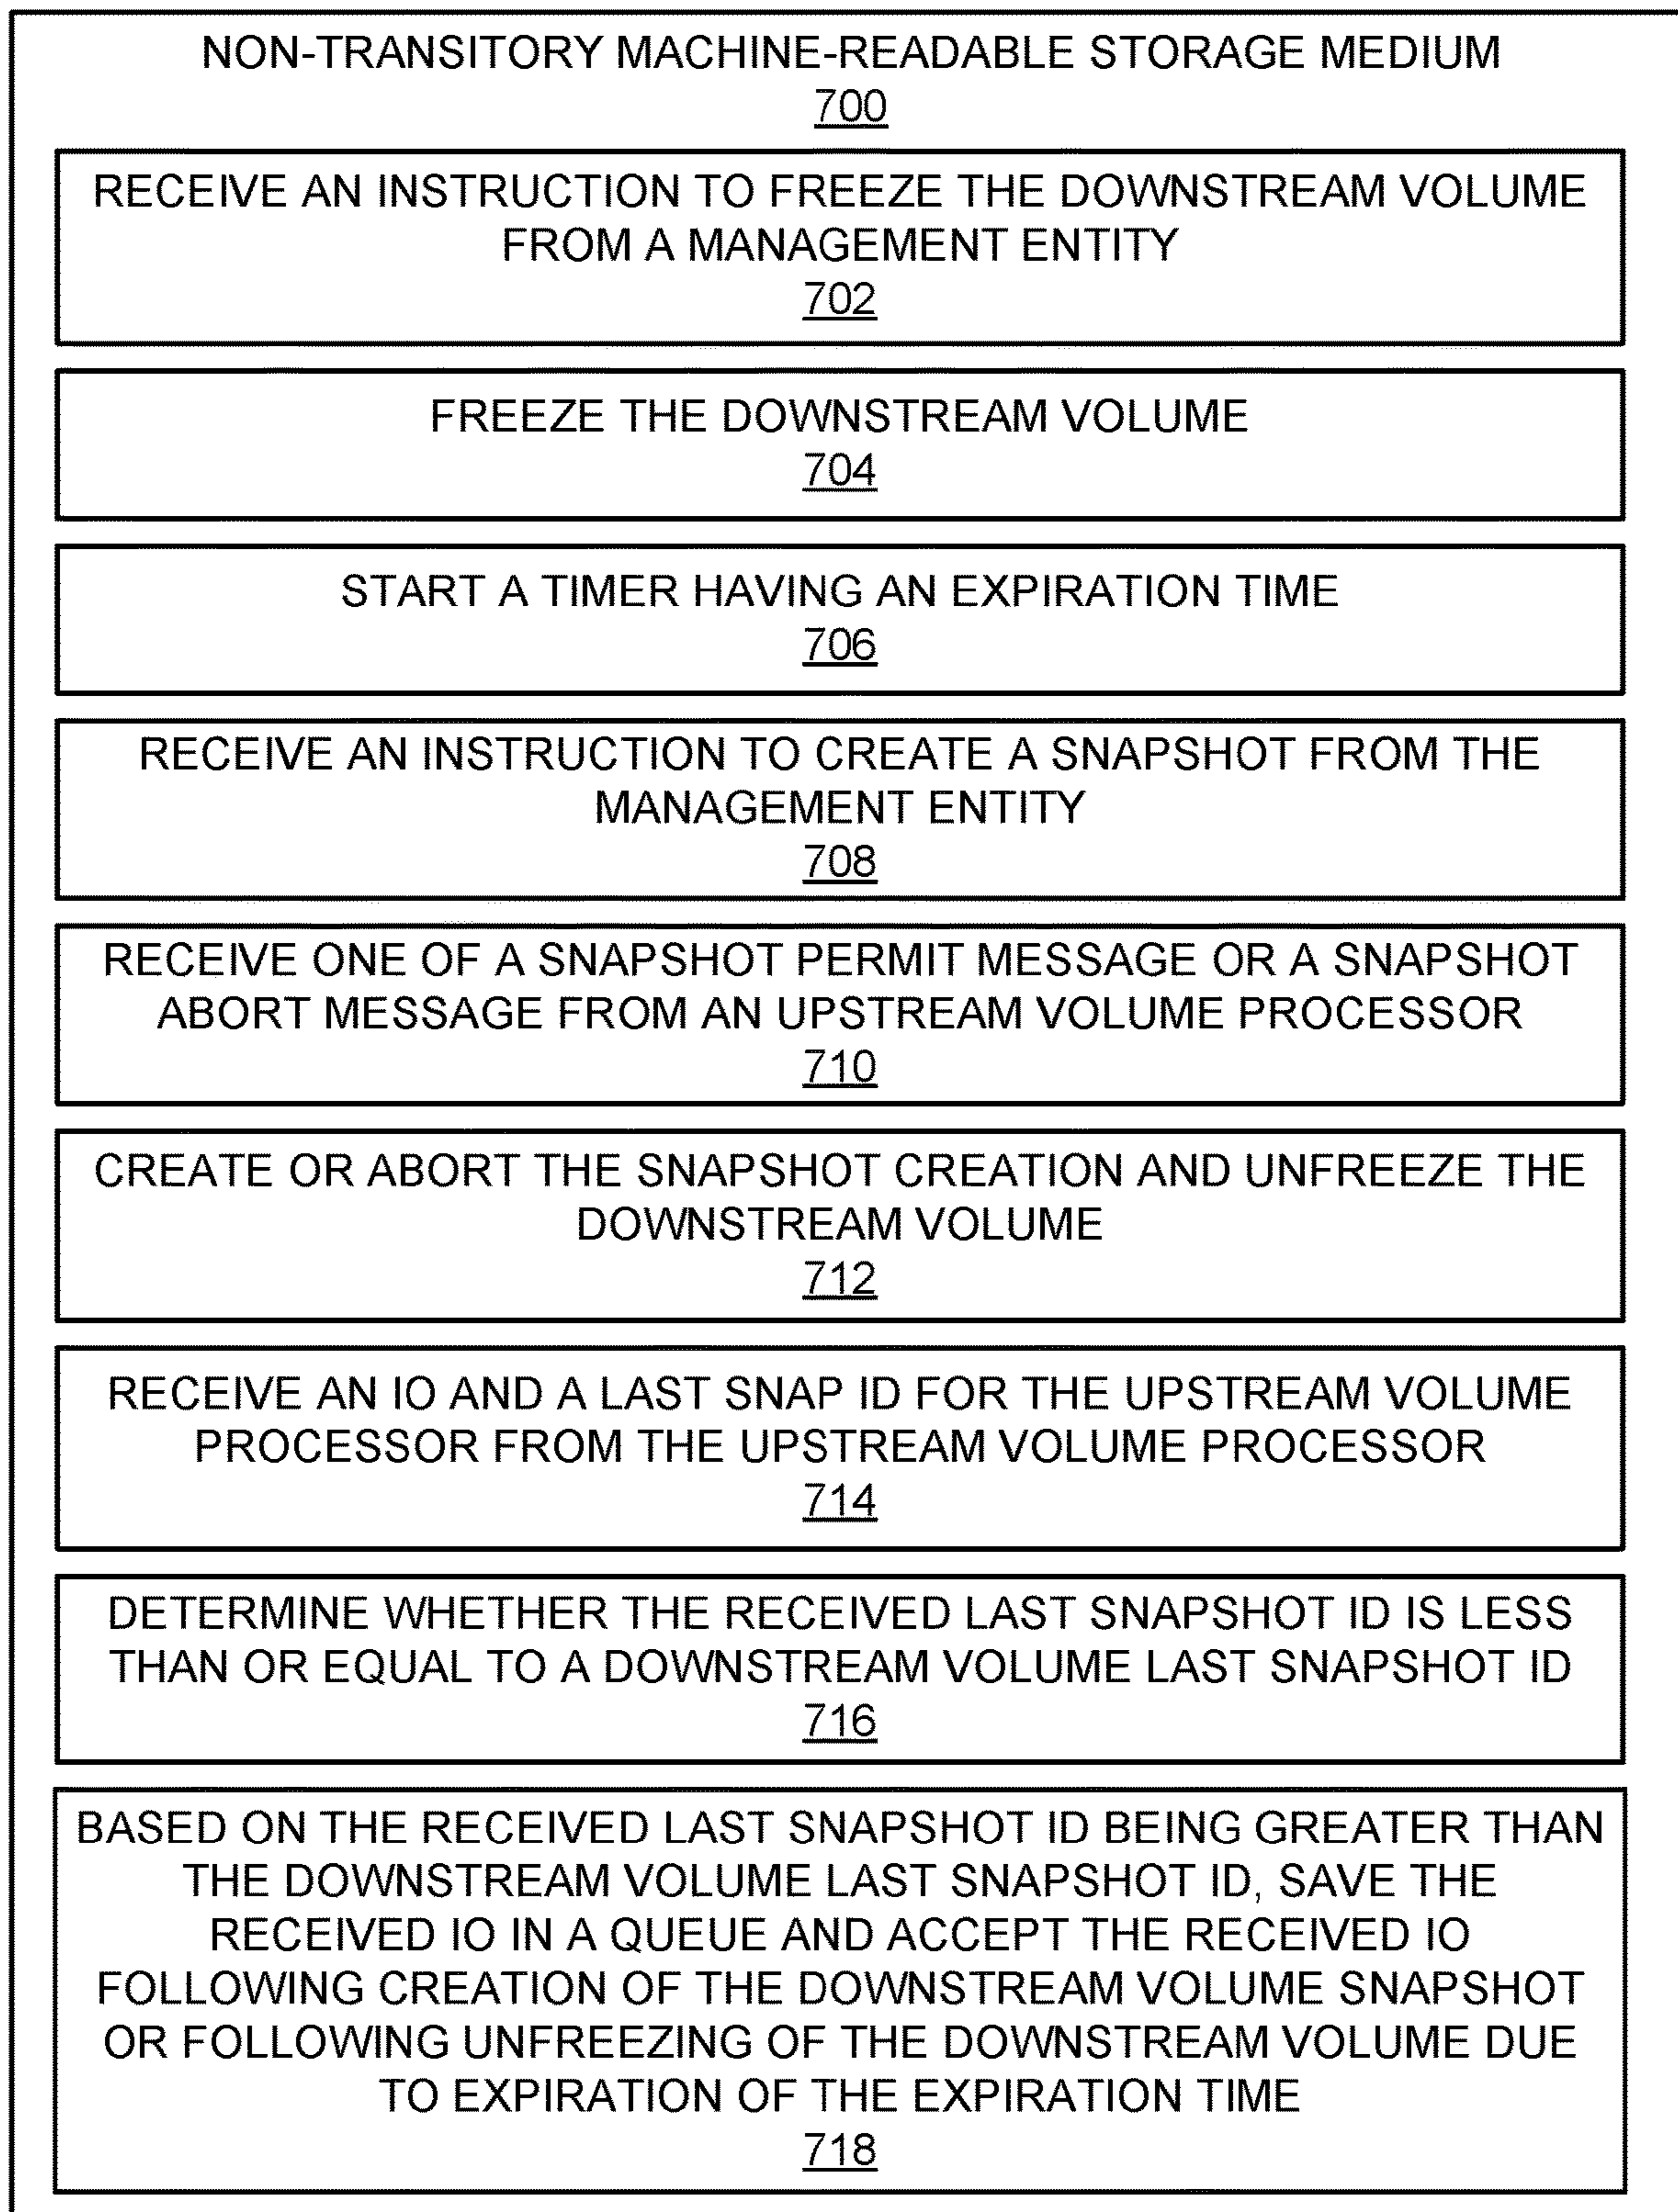 NON-TRANSITORY MACHINE-READABLE STORAGE MEDIUM
700
RECEIVE AN INSTRUCTION TO FREEZE THE DOWNSTREAM VOLUME
FROM A MANAGEMENT ENTITY
702
FREEZE THE DOWNSTREAM VOLUME
704
START A TIMER HAVING AN EXPIRATION TIME
706
RECEIVE AN INSTRUCTION TO CREATE A SNAPSHOT FROM THE
MANAGEMENT ENTITY
708
RECEIVE ONE OF A SNAPSHOT PERMIT MESSAGE OR A SNAPSHOT
ABORT MESSAGE FROM AN UPSTREAM VOLUME PROCESSOR
710
CREATE OR ABORT THE SNAPSHOT CREATION AND UNFREEZE THE
DOWNSTREAM VOLUME
712
RECEIVE AN IO AND A LAST SNAP ID FOR THE UPSTREAM VOLUME
PROCESSOR FROM THE UPSTREAM VOLUME PROCESSOR
714
DETERMINE WHETHER THE RECEIVED LAST SNAPSHOT ID IS LESS
THAN OR EQUAL TO A DOWNSTREAM VOLUME LAST SNAPSHOT ID
716
BASED ON THE RECEIVED LAST SNAPSHOT ID BEING GREATER THAN
THE DOWNSTREAM VOLUME LAST SNAPSHOT ID, SAVE THE
RECEIVED IO IN A QUEUE AND ACCEPT THE RECEIVED IO
FOLLOWING CREATION OF THE DOWNSTREAM VOLUME SNAPSHOT
OR FOLLOWING UNFREEZING OF THE DOWNSTREAM VOLUME DUE
TO EXPIRATION OF THE EXPIRATION TIME
718